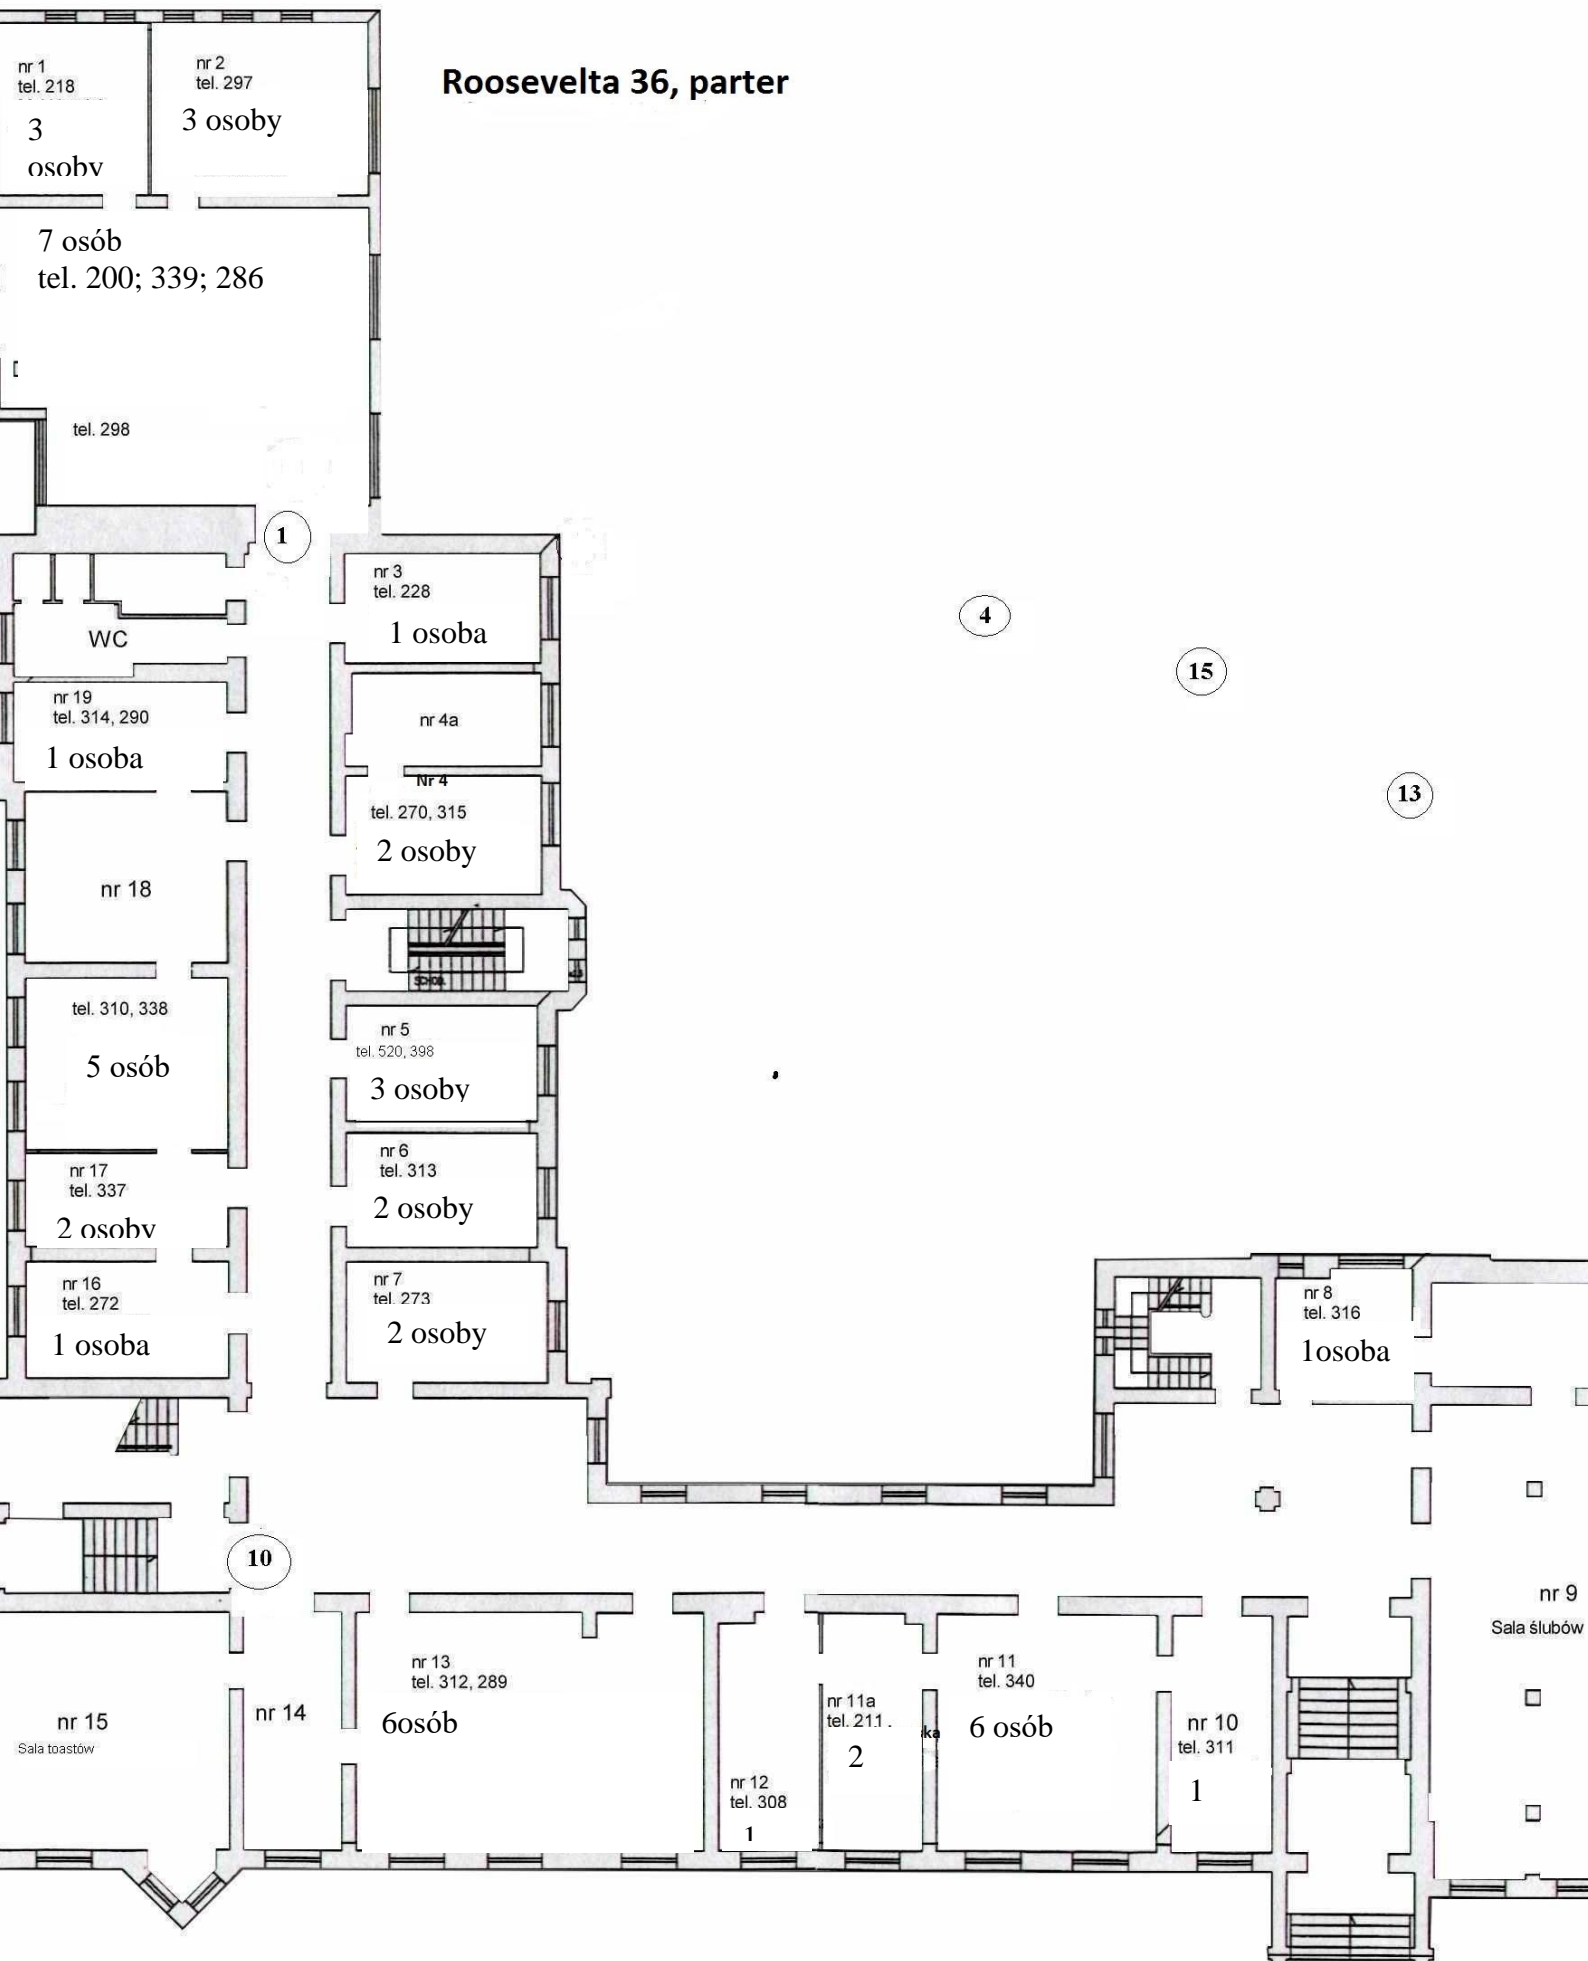 Roosevelta 36, parter
nr 1
tel. 218
3
osoby
nr 2
tel. 297
3 osoby
7 osób
tel. 200; 339; 286
tel. 298
1
nr 3
tel. 228
1 osoba
WC
4
15
13
nr 19
tel. 314, 290
1 osoba
nr 4a
Nr 4
tel. 270, 315
2 osoby
nr 18
SCHOD.
tel. 310, 338
5 osób
nr 5
tel. 520, 398
3 osoby
nr 6
tel. 313
2 osoby
nr 17
tel. 337
2 osoby
nr 16
tel. 272
1 osoba
nr 7
tel. 273
2 osoby
nr 8
tel. 316
1osoba
10
nr 9
Sala ślubów
nr 15
Sala toastów
nr 14
nr 13
tel. 312, 289
6osób
nr 12
tel. 308
1
nr 11a
tel. 211 .
ka
2
nr 11
tel. 340
6 osób
nr 10
tel. 311
1